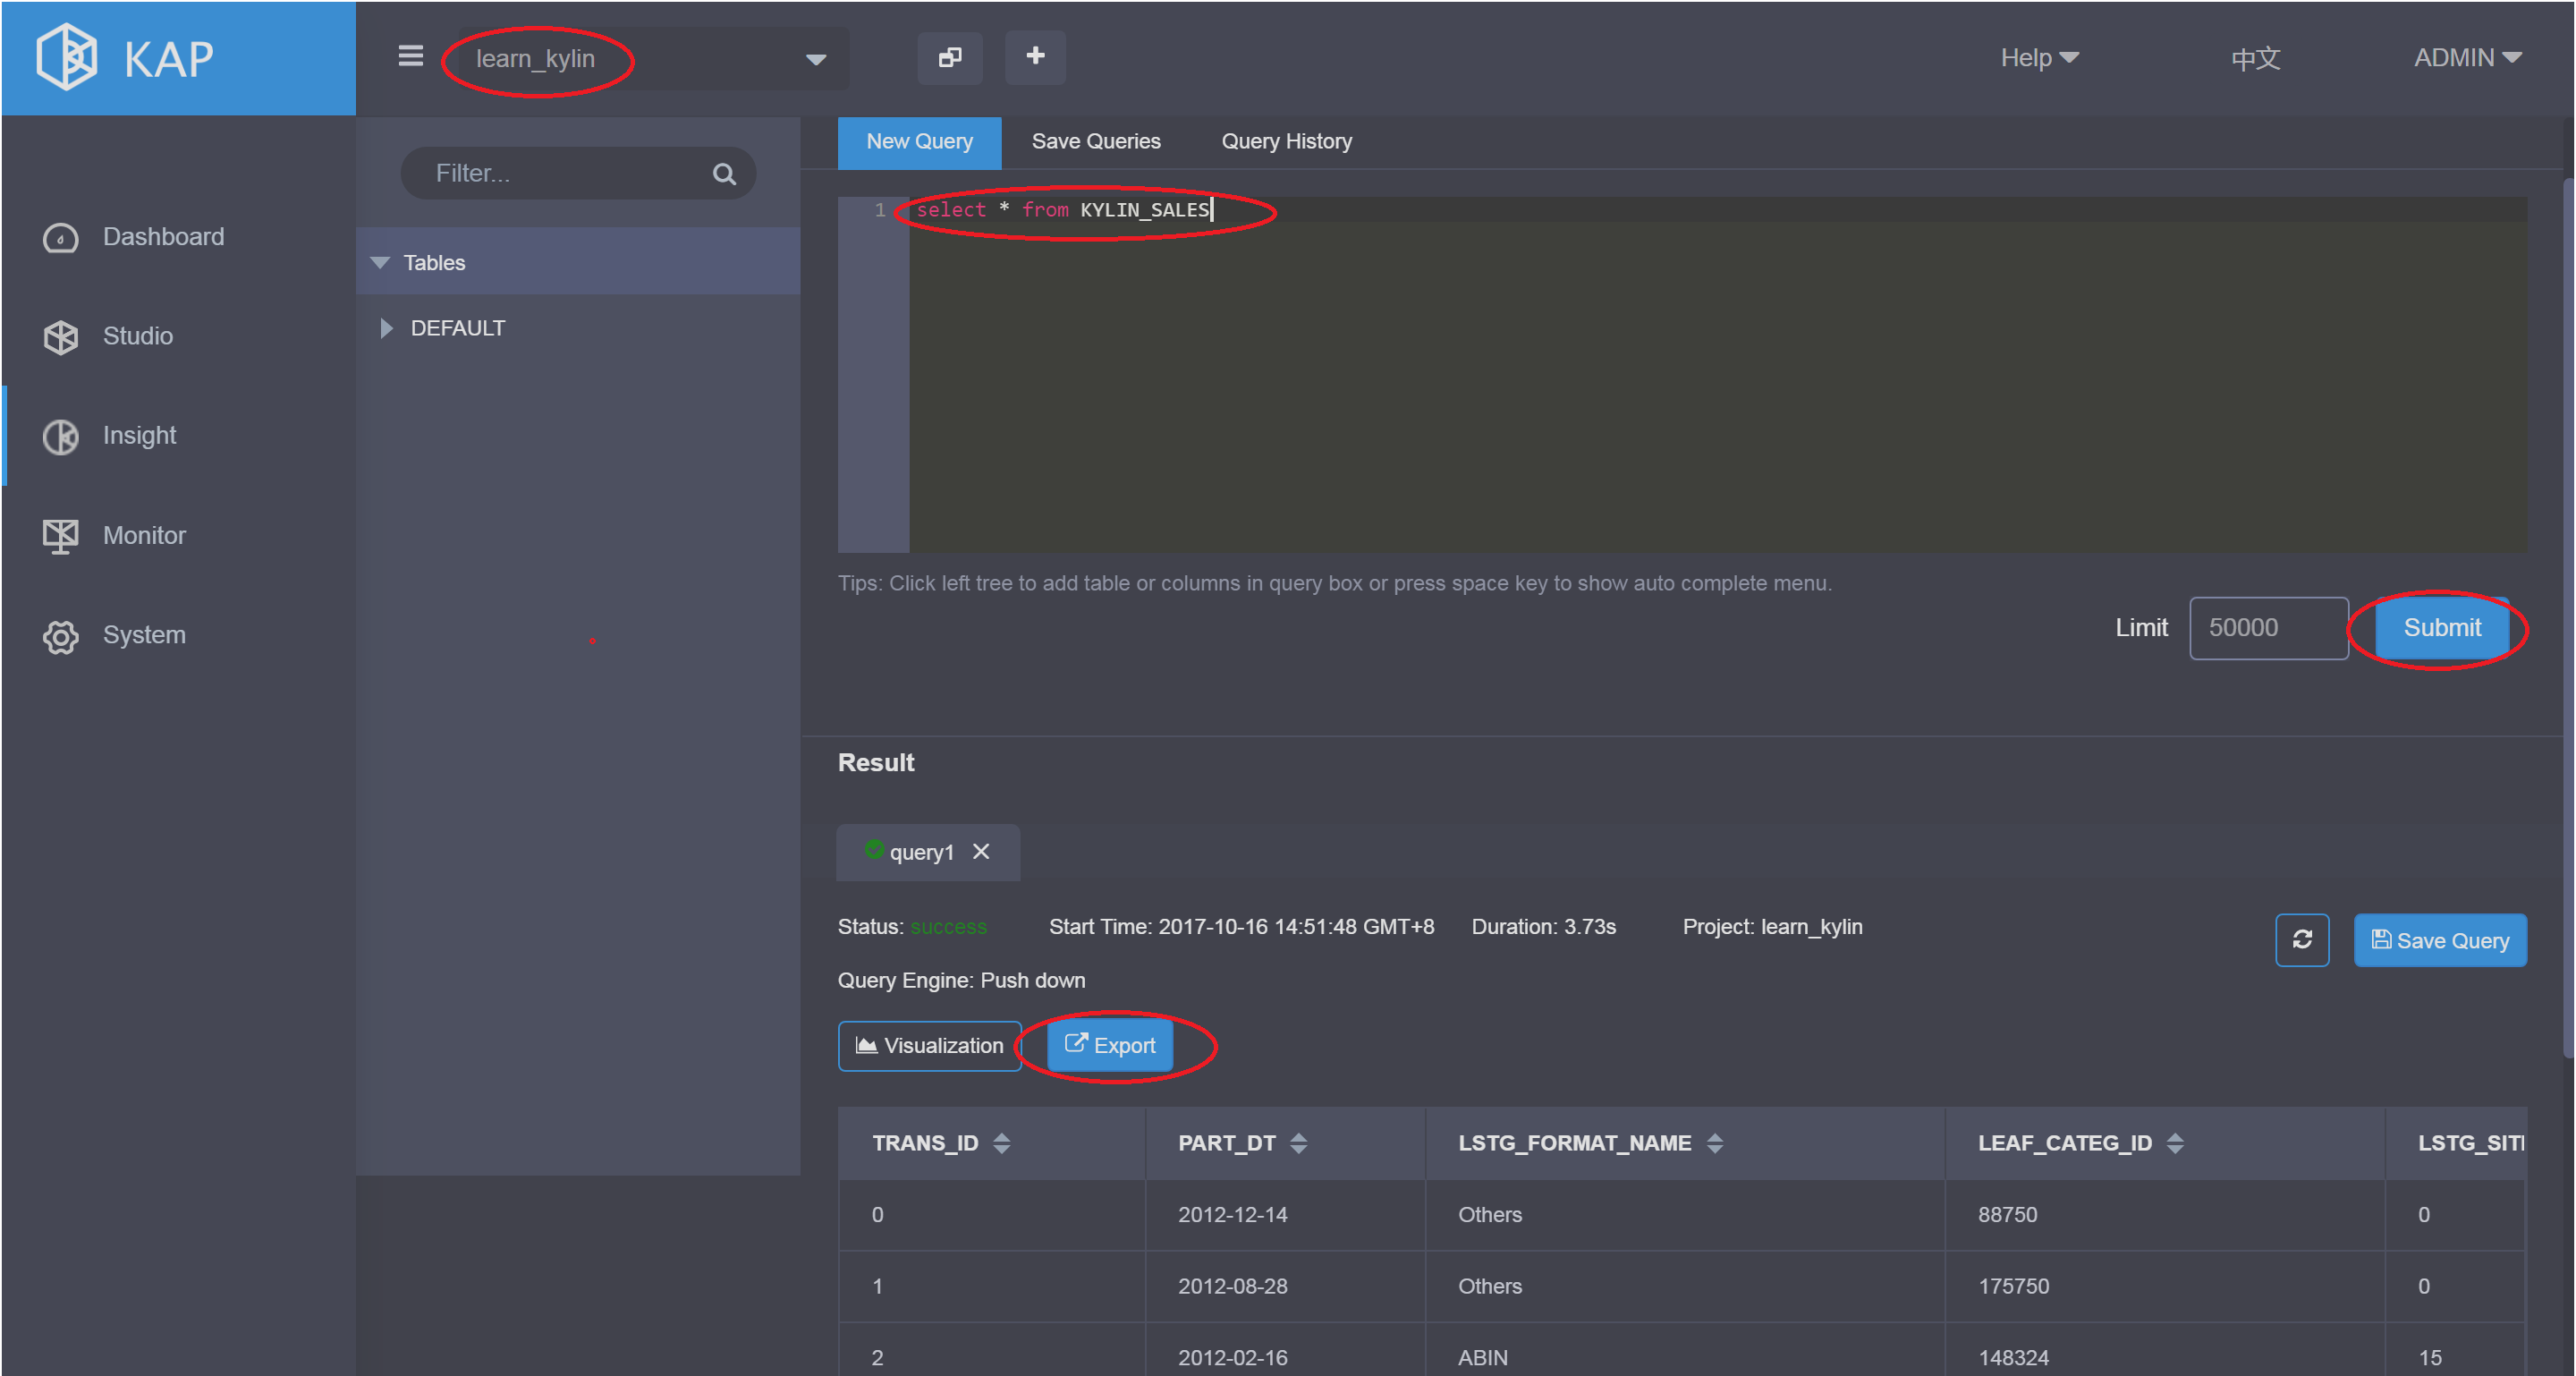 KAP
learn_kylin
Help
中文
ADMIN
Filter...
Tables
DEFAULT
Dashboard
Studio
Insight
Monitor
System
New Query Save Queries Query History
1 select * from KYLIN_SALES
Tips: Click left tree to add table or columns in query box or press space key to show auto complete menu.
Limit 50000 Submit
Result
query1
Status: success Start Time: 2017-10-16 14:51:48 GMT+8 Duration: 3.73s Project: learn_kylin
Save Query
Query Engine: Push down
Visualization Export
TRANS_ID PART_DT LSTG_FORMAT_NAME LEAF_CATEG_ID LSTG_SIT
0 2012-12-14 Others 88750 0
1 2012-08-28 Others 175750 0
2 2012-02-16 ABIN 148324 15